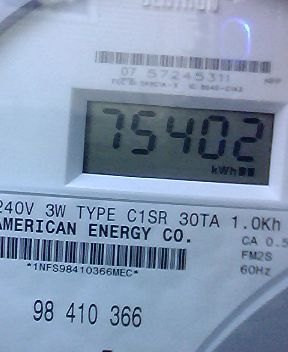 07 57245311
75402
kWh
240V 3W TYPE C1SR 30TA 1.0Kh
AMERICAN ENERGY CO.
CA 0.5
FM2S
60Hz
*1NFS98410366MEC*
98 410 366